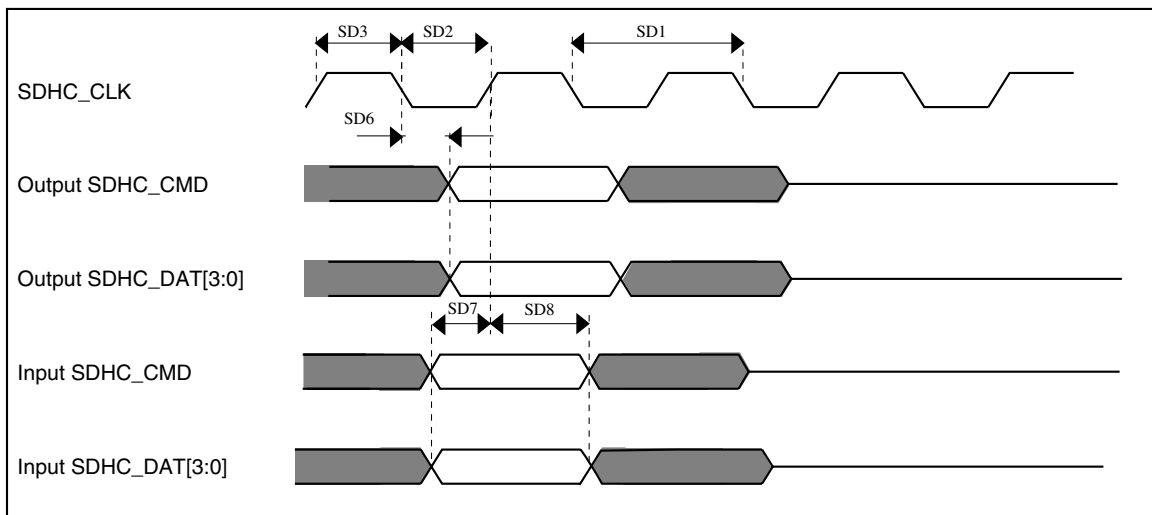 SD3
SD2
SD1
SDHC_CLK
SD6
Output SDHC_CMD
Output SDHC_DAT[3:0]
SD7
SD8
Input SDHC_CMD
Input SDHC_DAT[3:0]